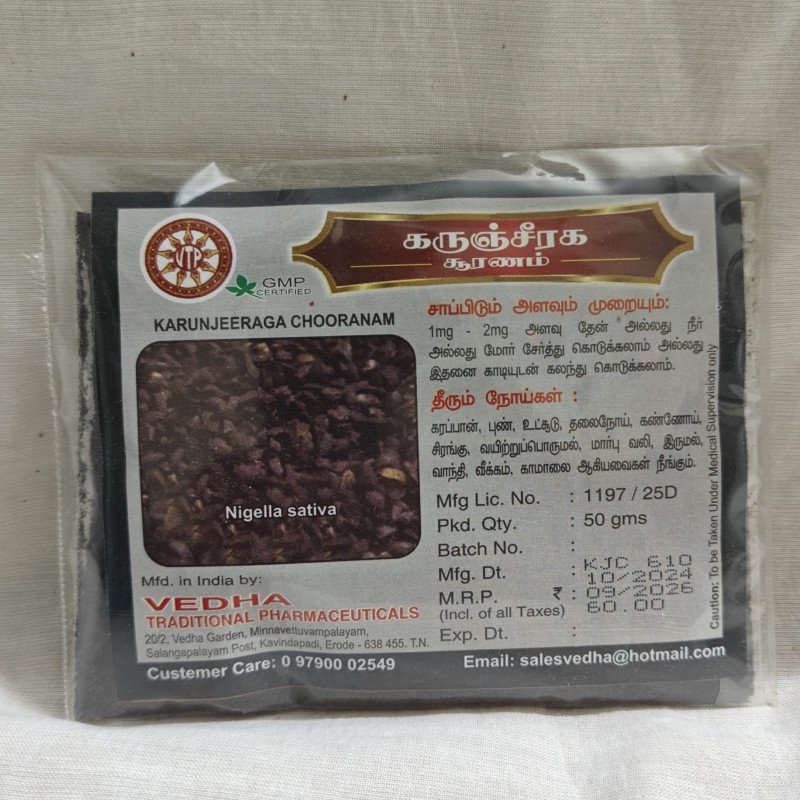 VTP
GMP
CERTIFIED
கருஞ்சீரக
சூரணம்
KARUNJEERAGA CHOORANAM
Nigella sativa
சாப்பிடும் அளவும் முறையும்:
1mg - 2mg அளவு தேன் அல்லது நீர்
அல்லது மோர் சேர்த்து கொடுக்கலாம் அல்லது
இதனை காடியுடன் கலந்து கொடுக்கலாம்.
தீரும் நோய்கள் :
கரப்பான், புண், உட்சூடு, தலைநோய், கண்நோய்,
சிரங்கு, வயிற்றுப்பொருமல், மார்பு வலி, இருமல்,
வாந்தி, வீக்கம், காமாலை ஆகியவைகள் நீங்கும்.
Mfg Lic. No. : 1197 / 25D
Pkd. Qty. : 50 gms
Batch No. : KJC 610
Mfg. Dt. : 10/2024
M.R.P. ₹ : 09/2026
(Incl. of all Taxes) 60.00
Exp. Dt. :
Caution: To be Taken Under Medical Supervision only
Mfd. in India by:
VEDHA
TRADITIONAL PHARMACEUTICALS
20/2, Vedha Garden, Minnavettuvampalayam,
Salangapalayam Post, Kavindapadi, Erode - 638 455. T.N.
Custemer Care: 0 97900 02549
Email: salesvedha@hotmail.com